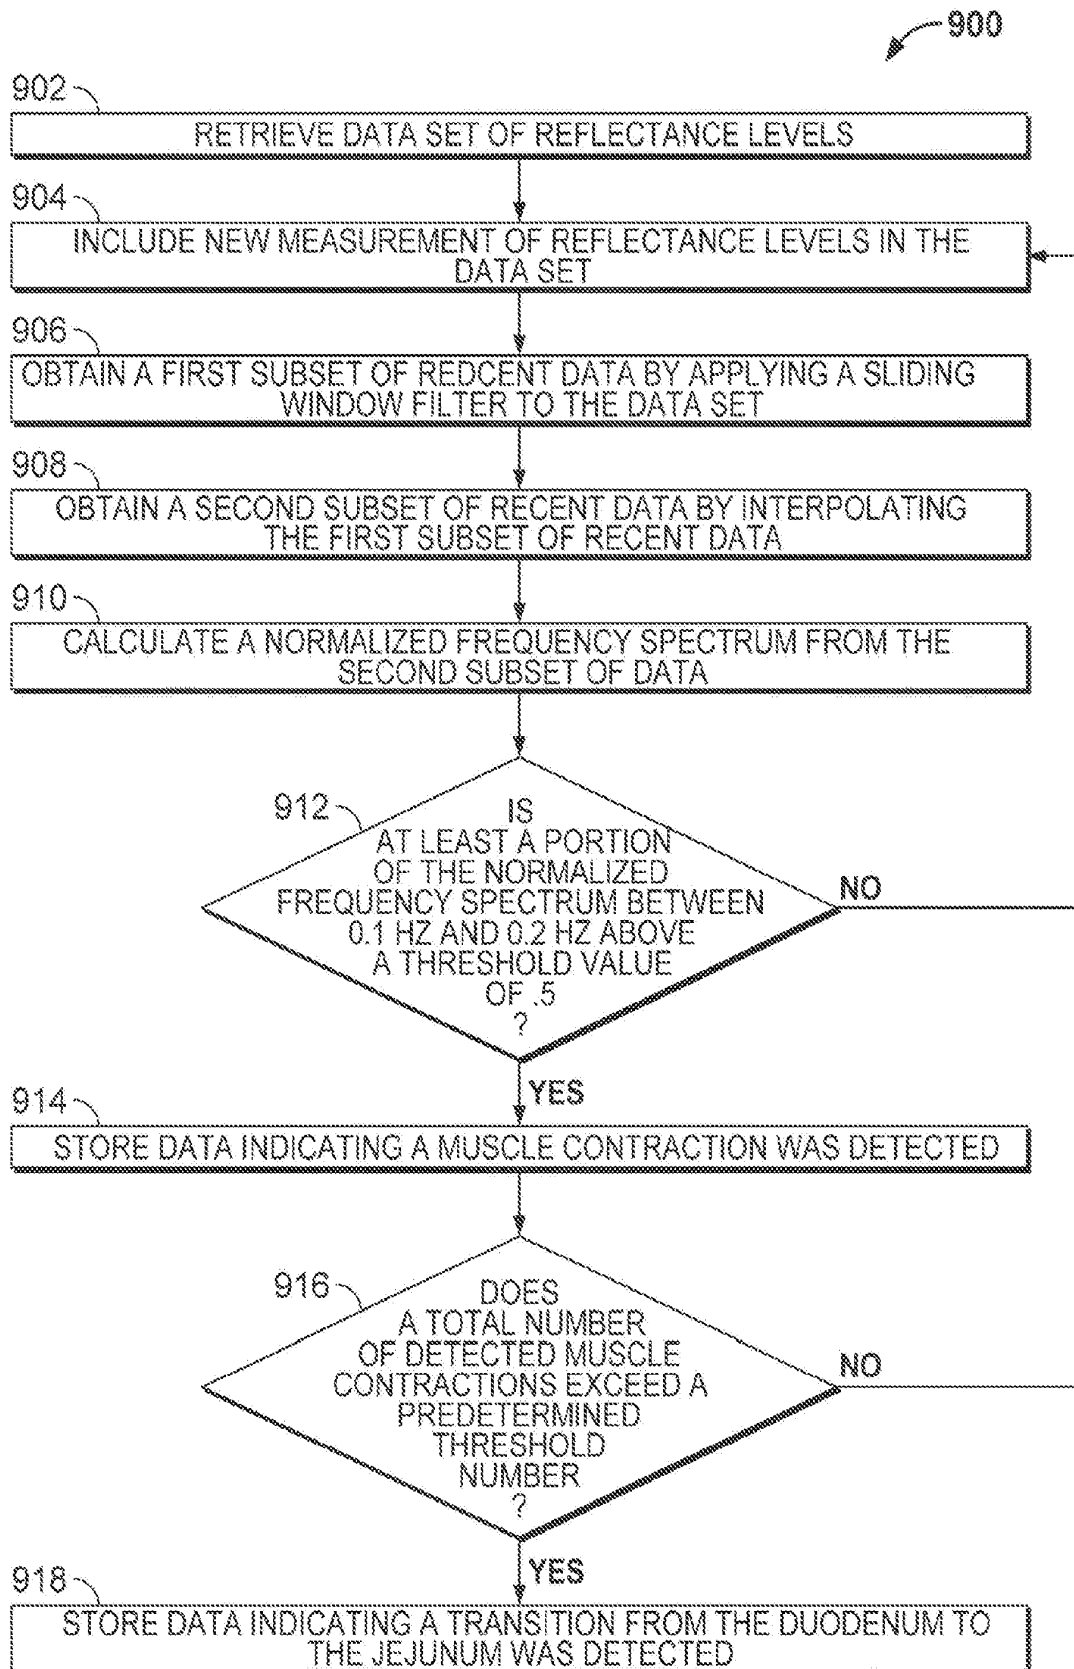 900
902
RETRIEVE DATA SET OF REFLECTANCE LEVELS
904
INCLUDE NEW MEASUREMENT OF REFLECTANCE LEVELS IN THE
DATA SET
906
OBTAIN A FIRST SUBSET OF REDCENT DATA BY APPLYING A SLIDING
WINDOW FILTER TO THE DATA SET
908
OBTAIN A SECOND SUBSET OF RECENT DATA BY INTERPOLATING
THE FIRST SUBSET OF RECENT DATA
910
CALCULATE A NORMALIZED FREQUENCY SPECTRUM FROM THE
SECOND SUBSET OF DATA
912
IS
AT LEAST A PORTION
OF THE NORMALIZED
FREQUENCY SPECTRUM BETWEEN
0.1 HZ AND 0.2 HZ ABOVE
A THRESHOLD VALUE
OF .5
?
NO
YES
914
STORE DATA INDICATING A MUSCLE CONTRACTION WAS DETECTED
916
DOES
A TOTAL NUMBER
OF DETECTED MUSCLE
CONTRACTIONS EXCEED A
PREDETERMINED
THRESHOLD
NUMBER
?
NO
YES
918
STORE DATA INDICATING A TRANSITION FROM THE DUODENUM TO
THE JEJUNUM WAS DETECTED